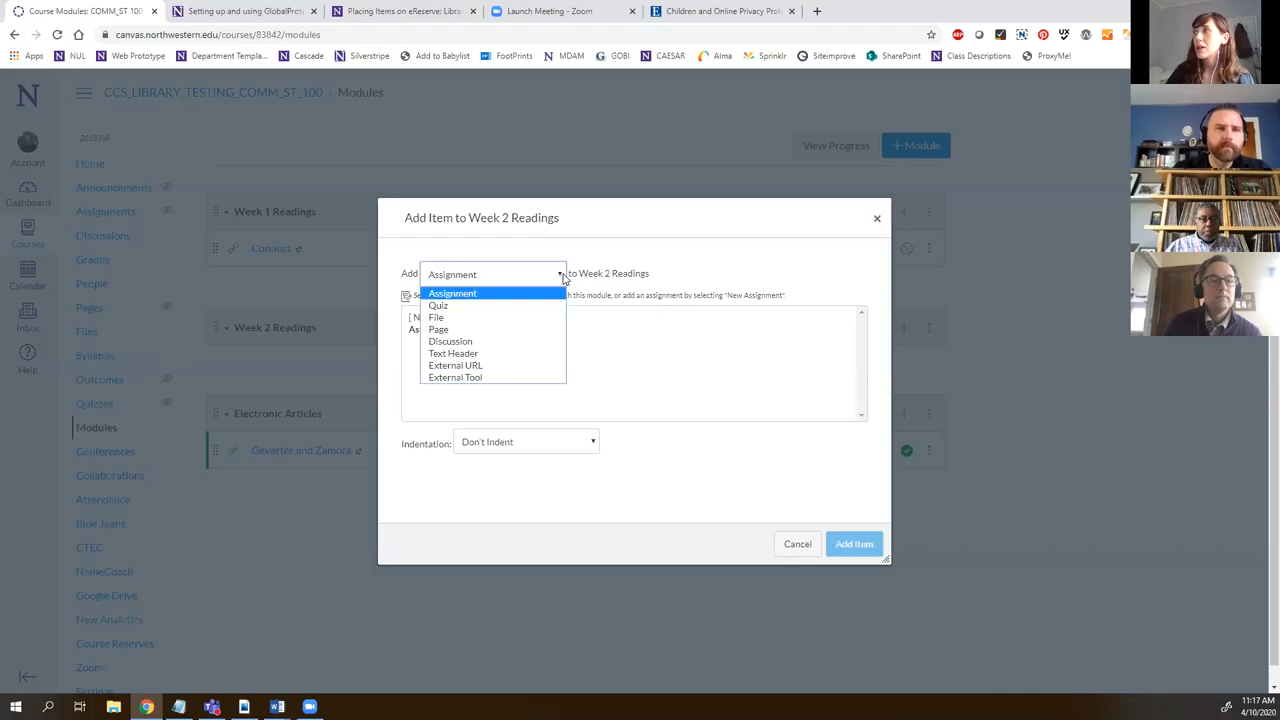 Course Modules: COMM_ST_100
Setting up and using GlobalProt
Placing Items on eReserve: Libra
Launch Meeting - Zoom
Children and Online Privacy Prot
canvas.northwestern.edu/courses/83842/modules
Apps
NUL
Web Prototype
Department Templa...
Cascade
Silverstripe
Add to Babylist
FootPrints
MDAM
GOBI
CAESAR
Alma
Sprinklr
Siteimprove
SharePoint
Class Descriptions
ProxyMe!
CCS_LIBRARY_TESTING_COMM_ST_100 > Modules
Account
Dashboard
Courses
Calendar
Inbox
Help
2019 Fall
Home
Announcements
Assignments
Discussions
Grades
People
Pages
Files
Syllabus
Outcomes
Quizzes
Modules
Conferences
Collaborations
Attendance
Blue Jeans
CTEC
NameCoach
Google Drive
New Analytics
Course Reserves
Zoom
Settings
View Progress
+ Module
Week 1 Readings
Connors
Week 2 Readings
Electronic Articles
Gevarter and Zamora
Add Item to Week 2 Readings
Add Assignment to Week 2 Readings
Se
th this module, or add an assignment by selecting "New Assignment".
[ N
As
Assignment
Quiz
File
Page
Discussion
Text Header
External URL
External Tool
Indentation: Don't Indent
Cancel
Add Item
11:17 AM
4/10/2020